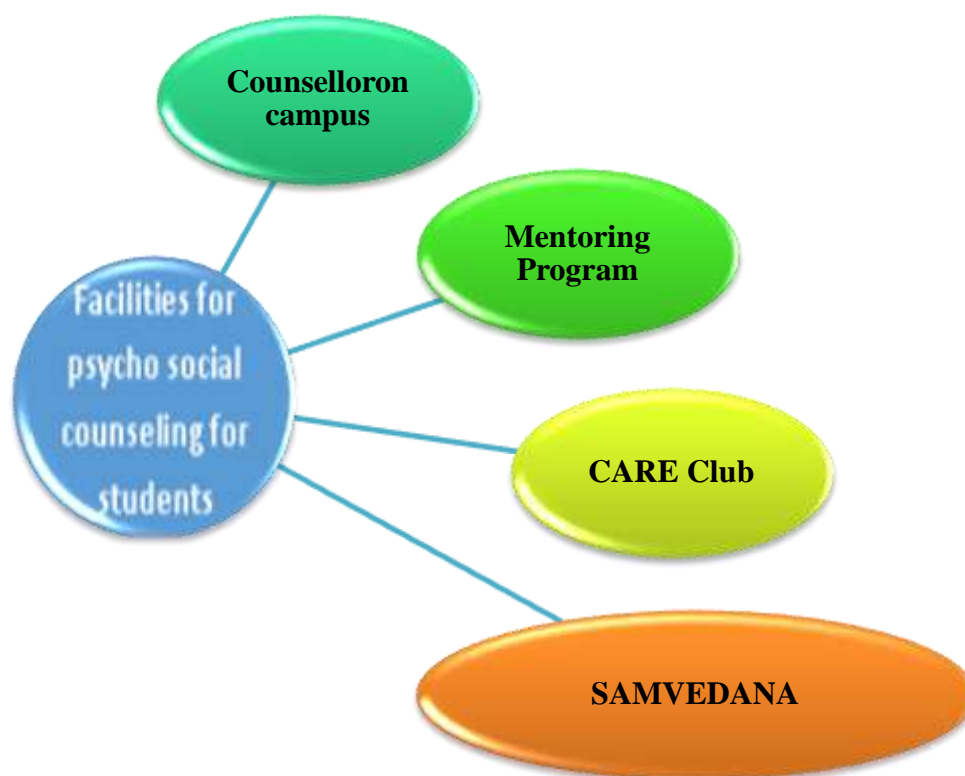 Counselloron
campus
Mentoring
Program
Facilities for
psycho social
counseling for
students
CARE Club
SAMVEDANA